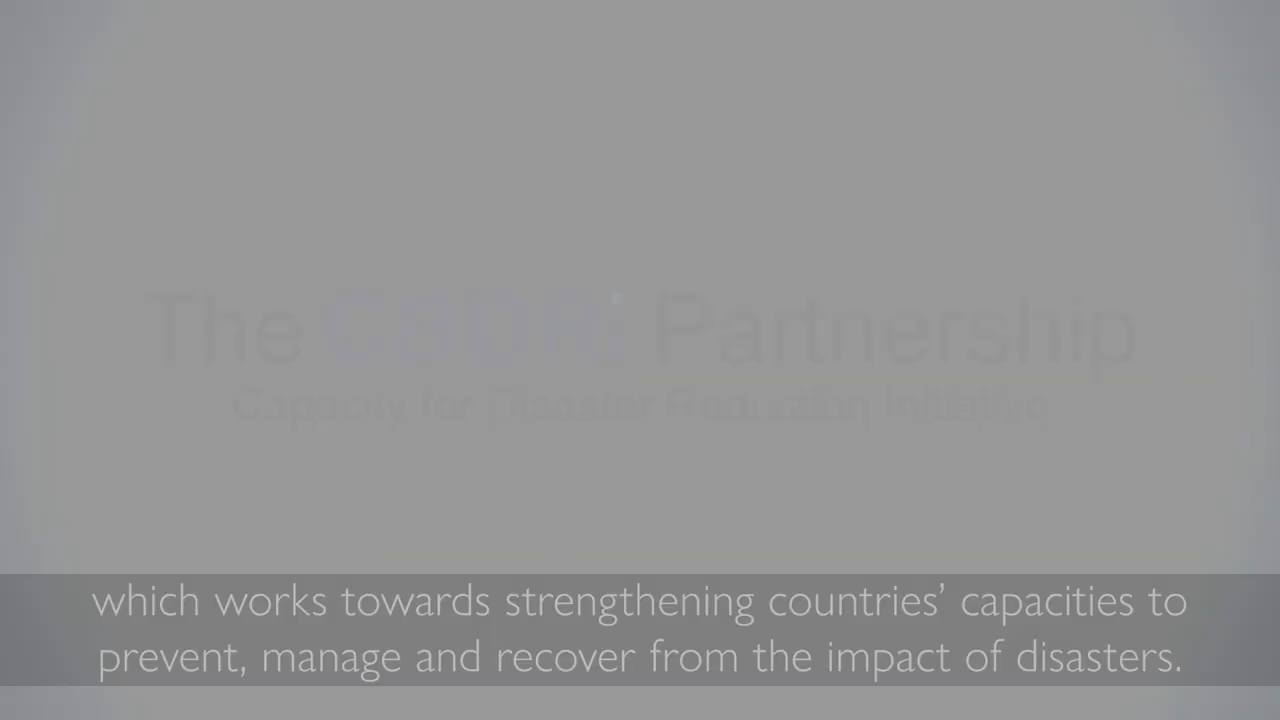 The CaDRi Partnership
Capacity for Disaster Reduction Initiative
which works towards strengthening countries’ capacities to
prevent, manage and recover from the impact of disasters.